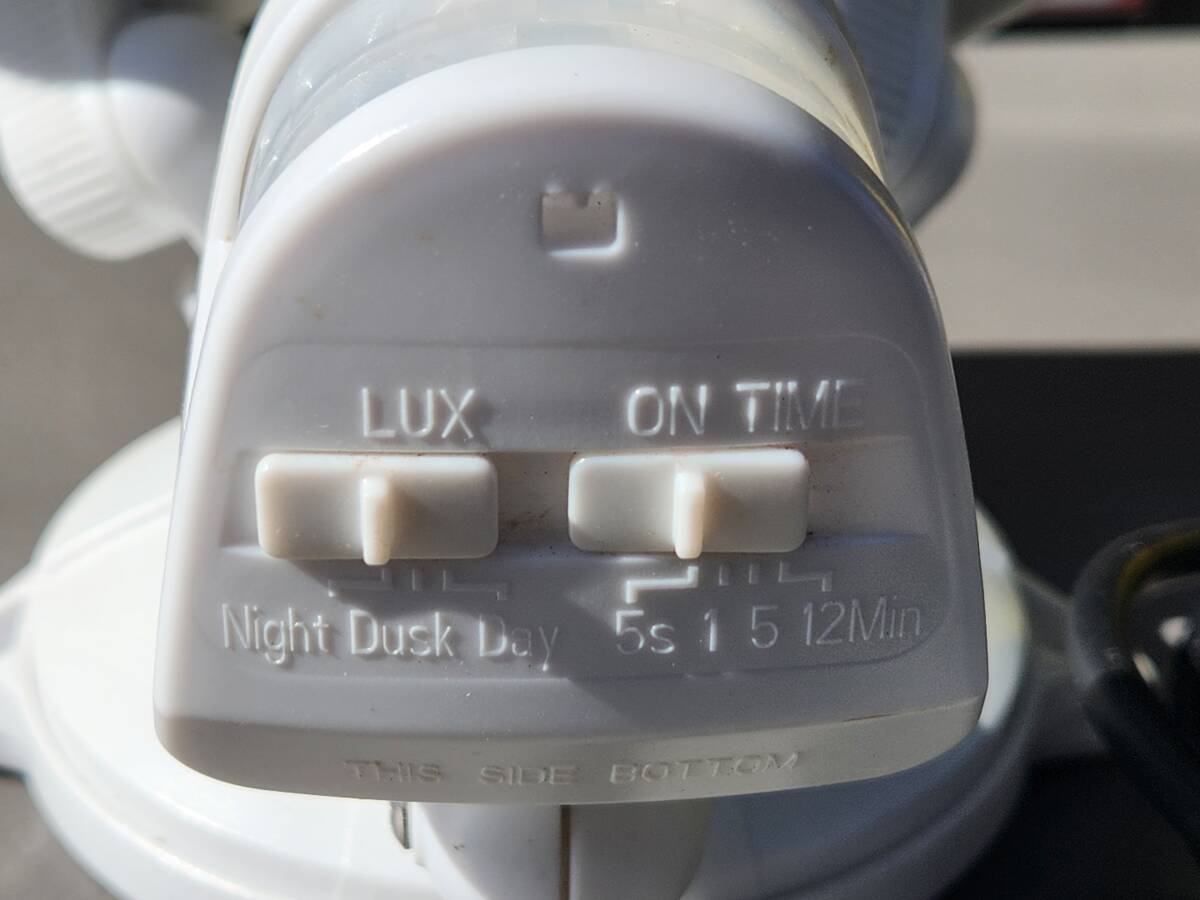 LUX ON TIME
Night Dusk Day 5s 1 5 12Min
THIS SIDE BOTTOM